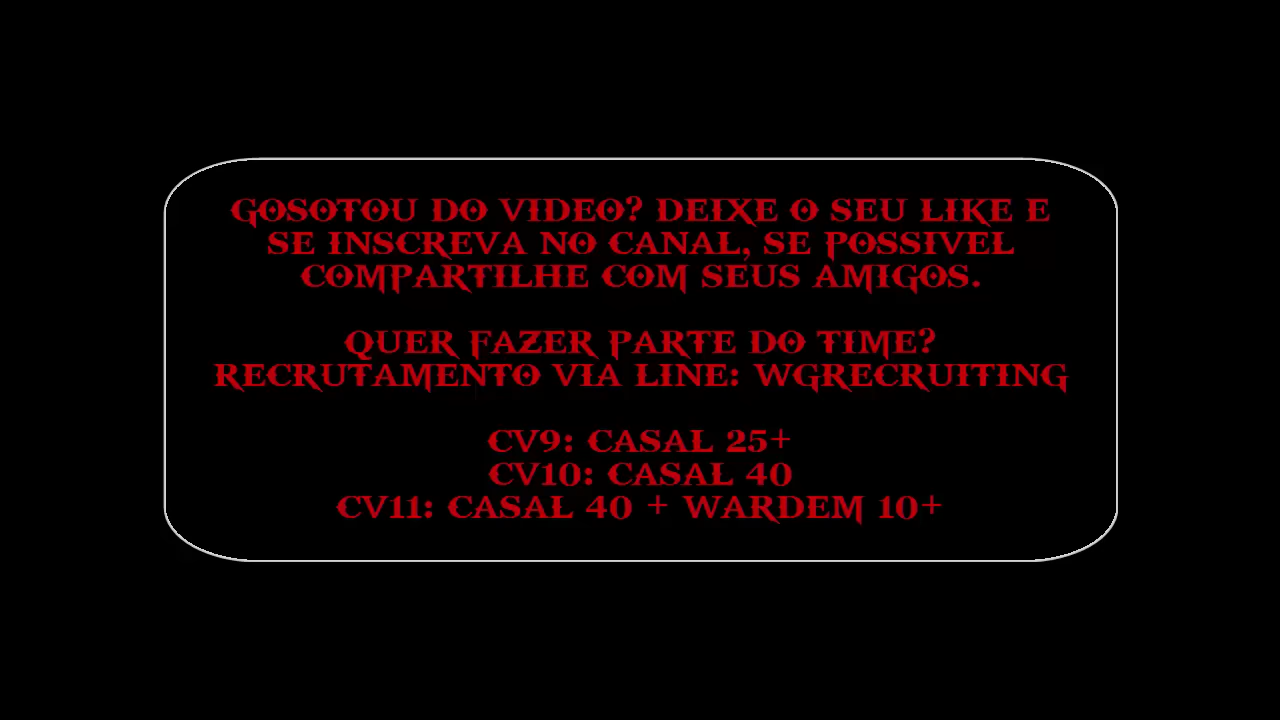 GOSOTOU DO VIDEO? DEIXE O SEU LIKE E
SE INSCREVA NO CANAL, SE POSSIVEL
COMPARTILHE COM SEUS AMIGOS.
QUER FAZER PARTE DO TIME?
RECRUTAMENTO VIA LINE: WGRECRUITING
CV9: CASAL 25+
CV10: CASAL 40
CV11: CASAL 40 + WARDEM 10+